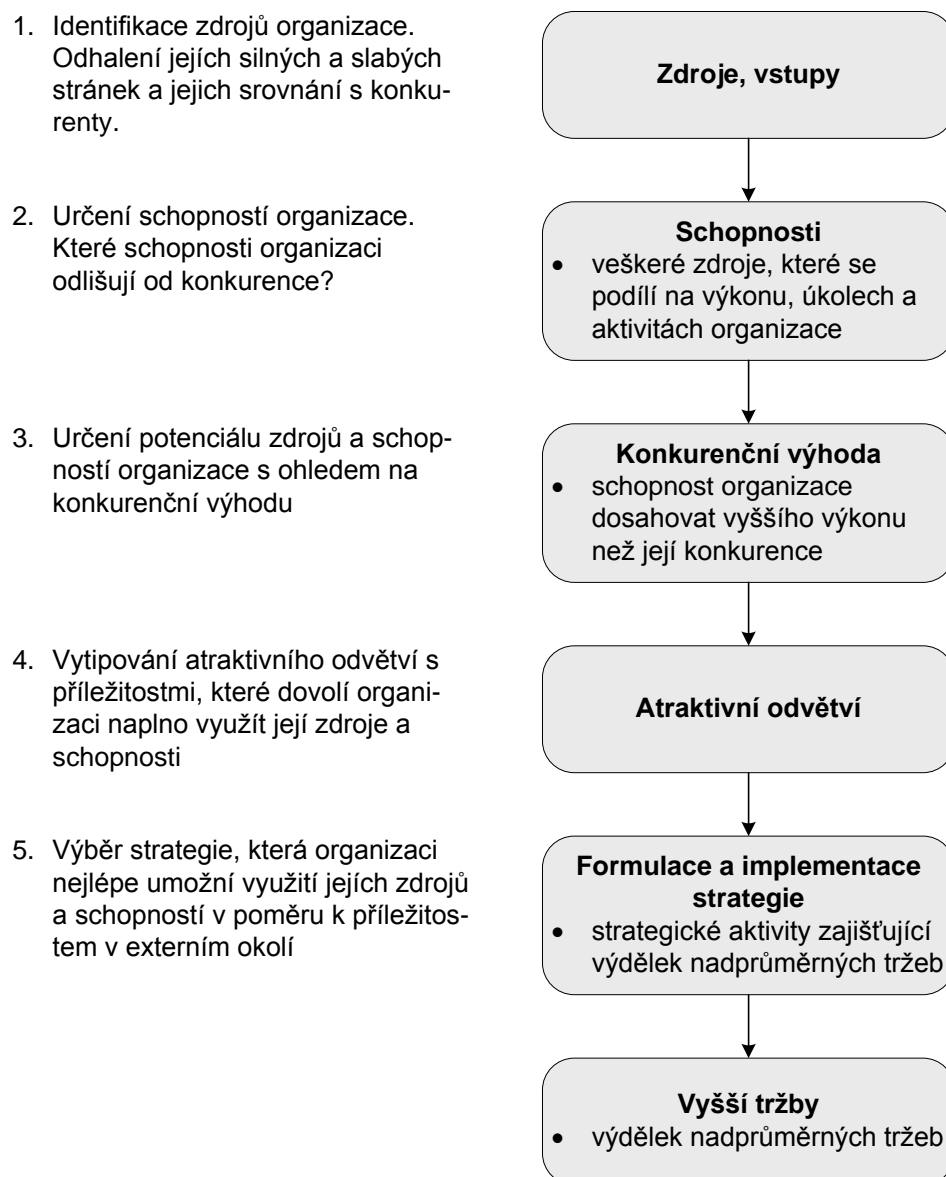 1. Identifikace zdrojů organizace.
Odhalení jejích silných a slabých
stránek a jejich srovnání s konku-
renty.
Zdroje, vstupy
2. Určení schopností organizace.
Které schopnosti organizaci
odlišují od konkurence?
Schopnosti
• veškeré zdroje, které se
podílí na výkonu, úkolech a
aktivitách organizace
3. Určení potenciálu zdrojů a schop-
ností organizace s ohledem na
konkurenční výhodu
Konkurenční výhoda
• schopnost organizace
dosahovat vyššího výkonu
než její konkurence
4. Vytipování atraktivního odvětví s
příležitostmi, které dovolí organi-
zaci naplno využít její zdroje a
schopnosti
Atraktivní odvětví
5. Výběr strategie, která organizaci
nejlépe umožní využití jejích zdrojů
a schopností v poměru k příležitos-
tem v externím okolí
Formulace a implementace
strategie
• strategické aktivity zajišťující
výdělek nadprůměrných tržeb
Vyšší tržby
• výdělek nadprůměrných tržeb